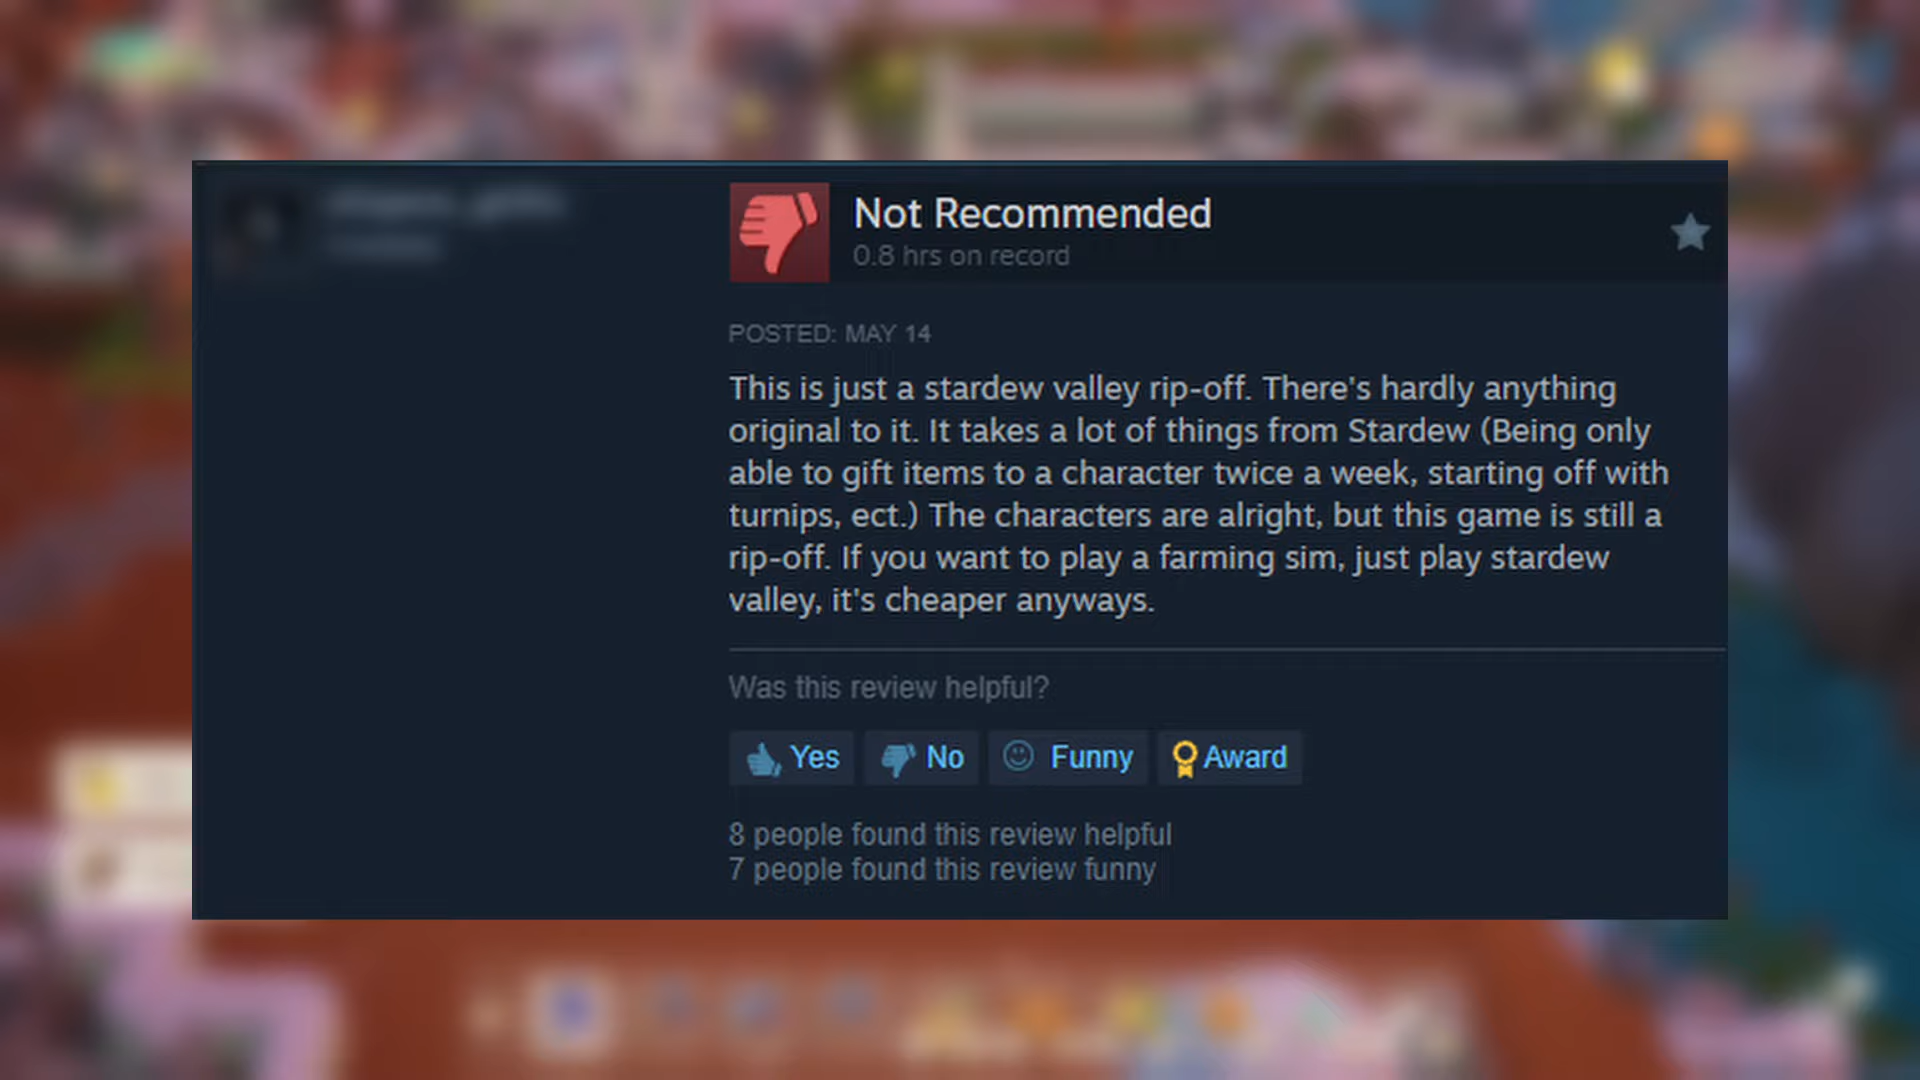 Not Recommended
0.8 hrs on record
POSTED: MAY 14
This is just a stardew valley rip-off. There's hardly anything
original to it. It takes a lot of things from Stardew (Being only
able to gift items to a character twice a week, starting off with
turnips, ect.) The characters are alright, but this game is still a
rip-off. If you want to play a farming sim, just play stardew
valley, it's cheaper anyways.
Was this review helpful?
Yes No Funny Award
8 people found this review helpful
7 people found this review funny